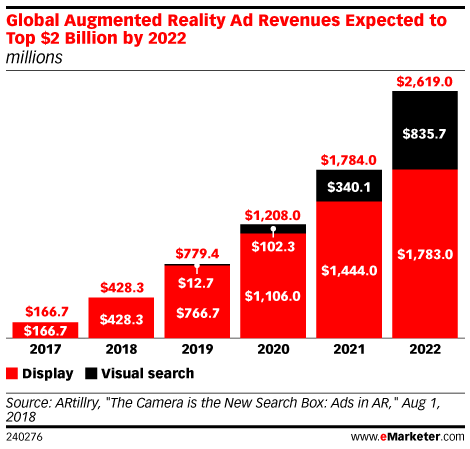 Global Augmented Reality Ad Revenues Expected to
Top $2 Billion by 2022
millions
$2,619.0
$835.7
$1,784.0
$340.1
$1,208.0
$102.3
$779.4
$12.7
$428.3
$166.7
$166.7
$428.3
$766.7
$1,106.0
$1,444.0
$1,783.0
2017 2018 2019 2020 2021 2022
Display Visual search
Source: ARtillry, "The Camera is the New Search Box: Ads in AR," Aug 1,
2018
240276 www.eMarketer.com